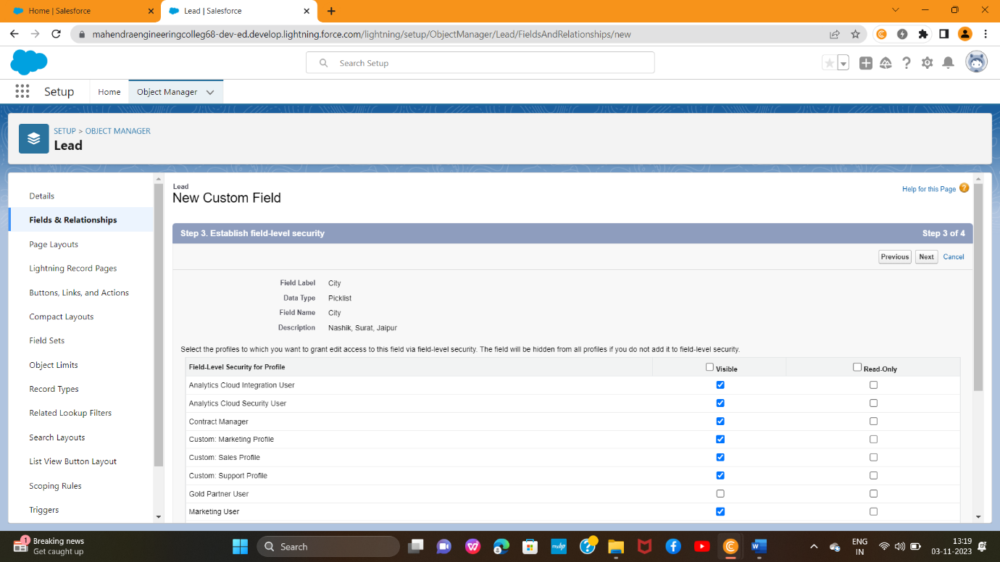 Home | Salesforce
Lead | Salesforce
mahendraengineeringcolleg68-dev-ed.develop.lightning.force.com/lightning/setup/ObjectManager/Lead/FieldsAndRelationships/new
Search Setup
Setup
Home
Object Manager
SETUP > OBJECT MANAGER
Lead
Details
Fields & Relationships
Page Layouts
Lightning Record Pages
Buttons, Links, and Actions
Compact Layouts
Field Sets
Object Limits
Record Types
Related Lookup Filters
Search Layouts
List View Button Layout
Scoping Rules
Triggers
Lead
New Custom Field
Help for this Page
Step 3. Establish field-level security Step 3 of 4
Previous Next Cancel
Field Label City
Data Type Picklist
Field Name City
Description Nashik, Surat, Jaipur
Select the profiles to which you want to grant edit access to this field via field-level security. The field will be hidden from all profiles if you do not add it to field-level security.
Field-Level Security for Profile Visible Read-Only
Analytics Cloud Integration User
Analytics Cloud Security User
Contract Manager
Custom: Marketing Profile
Custom: Sales Profile
Custom: Support Profile
Gold Partner User
Marketing User
1
Breaking news
Get caught up
Search
myhp
ENG
IN
13:19
03-11-2023